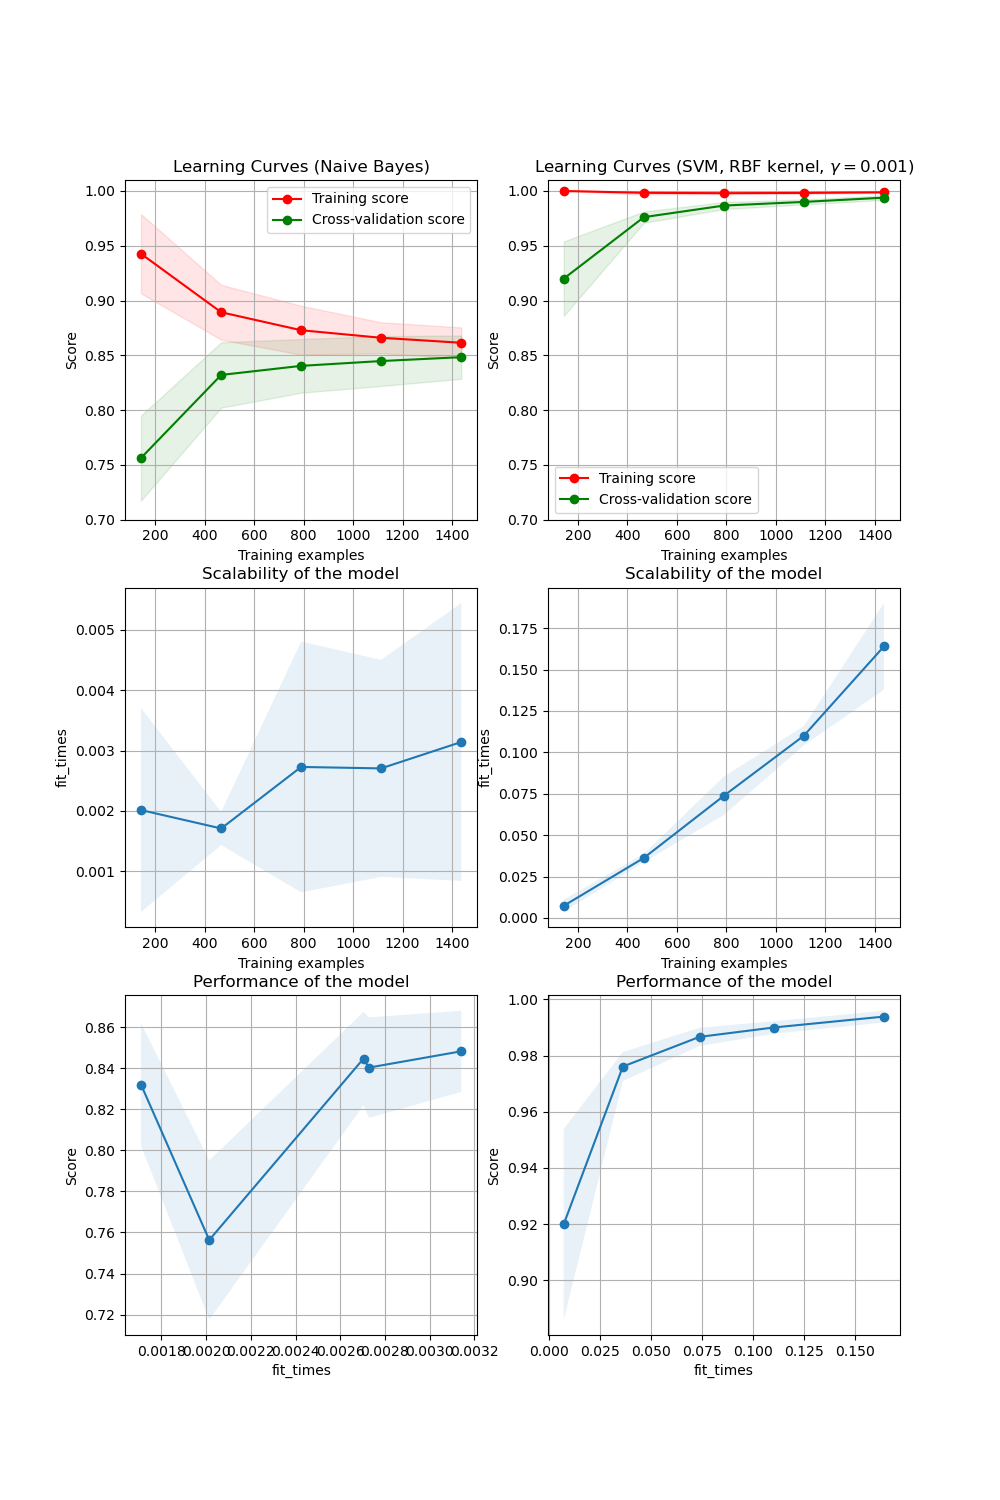 Learning Curves (Naive Bayes)
Score
1.00
0.95
0.90
0.85
0.80
0.75
0.70
Training score
Cross-validation score
200 400 600 800 1000 1200 1400
Training examples
Learning Curves (SVM, RBF kernel, γ = 0.001)
Score
1.00
0.95
0.90
0.85
0.80
0.75
0.70
Training score
Cross-validation score
200 400 600 800 1000 1200 1400
Training examples
Scalability of the model
fit_times
0.005
0.004
0.003
0.002
0.001
200 400 600 800 1000 1200 1400
Training examples
Scalability of the model
fit_times
0.175
0.150
0.125
0.100
0.075
0.050
0.025
0.000
200 400 600 800 1000 1200 1400
Training examples
Performance of the model
Score
0.86
0.84
0.82
0.80
0.78
0.76
0.74
0.72
0.0018 0.0020 0.0022 0.0024 0.0026 0.0028 0.0030 0.0032
fit_times
Performance of the model
Score
1.00
0.98
0.96
0.94
0.92
0.90
0.000 0.025 0.050 0.075 0.100 0.125 0.150
fit_times